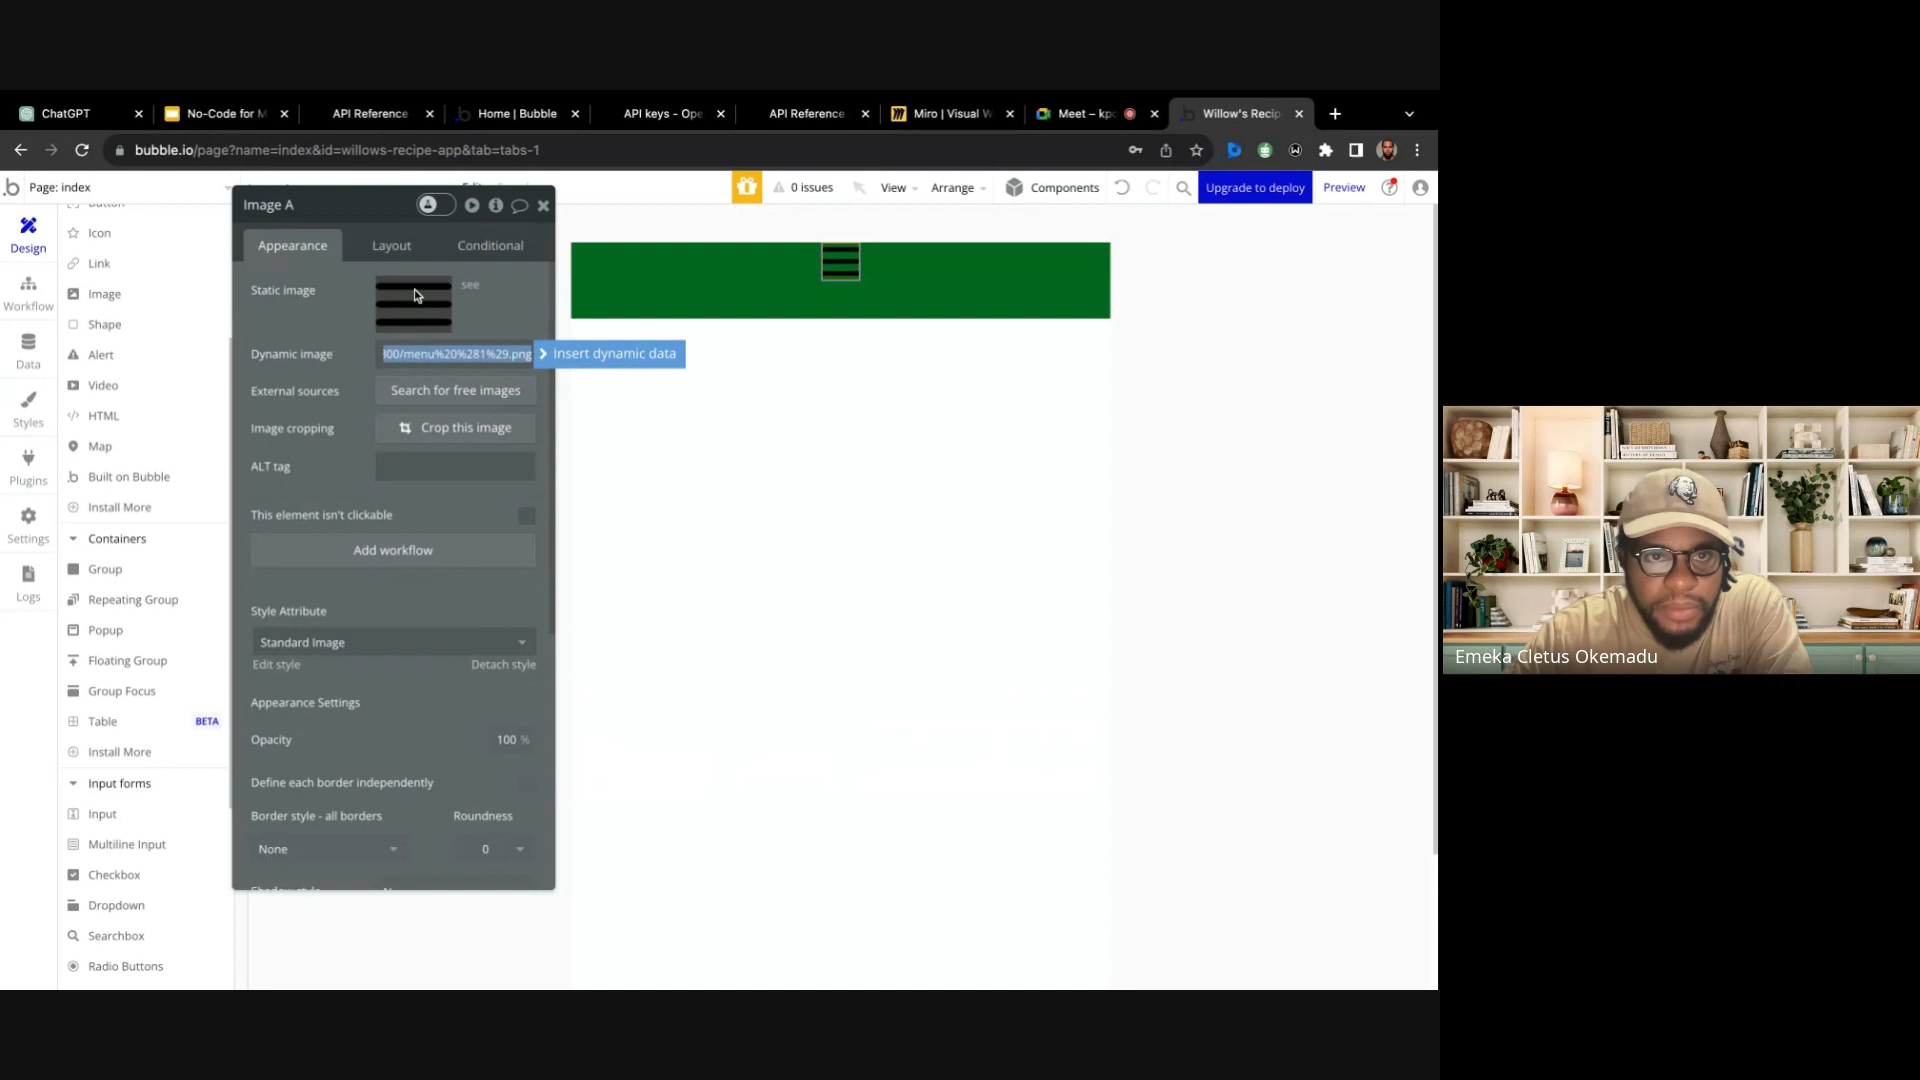 ChatGPT
No-Code for M
API Reference
Home | Bubble
API keys - Ope
API Reference
Miro | Visual W
Meet – kpc
Willow's Recip
bubble.io/page?name=index&id=willows-recipe-app&tab=tabs-1
Page: index
0 issues
View
Arrange
Components
Upgrade to deploy
Preview
Design
Workflow
Data
Styles
Plugins
Settings
Logs
Button
Icon
Link
Image
Shape
Alert
Video
HTML
Map
Built on Bubble
Install More
Containers
Group
Repeating Group
Popup
Floating Group
Group Focus
Table BETA
Install More
Input forms
Input
Multiline Input
Checkbox
Dropdown
Searchbox
Radio Buttons
Image A
Appearance
Layout
Conditional
Static image
see
Dynamic image
300/menu%20%281%29.png
Insert dynamic data
External sources
Search for free images
Image cropping
Crop this image
ALT tag
This element isn't clickable
Add workflow
Style Attribute
Standard Image
Edit style
Detach style
Appearance Settings
Opacity
100 %
Define each border independently
Border style - all borders
Roundness
None
0
Emeka Cletus Okemadu